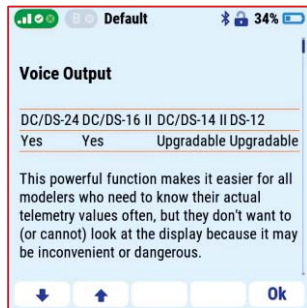 B Default 34%
Voice Output
DC/DS-24 DC/DS-16 II DC/DS-14 II DS-12
Yes Yes Upgradable Upgradable
This powerful function makes it easier for all
modelers who need to know their actual
telemetry values often, but they don't want to
(or cannot) look at the display because it may
be inconvenient or dangerous.
Ok